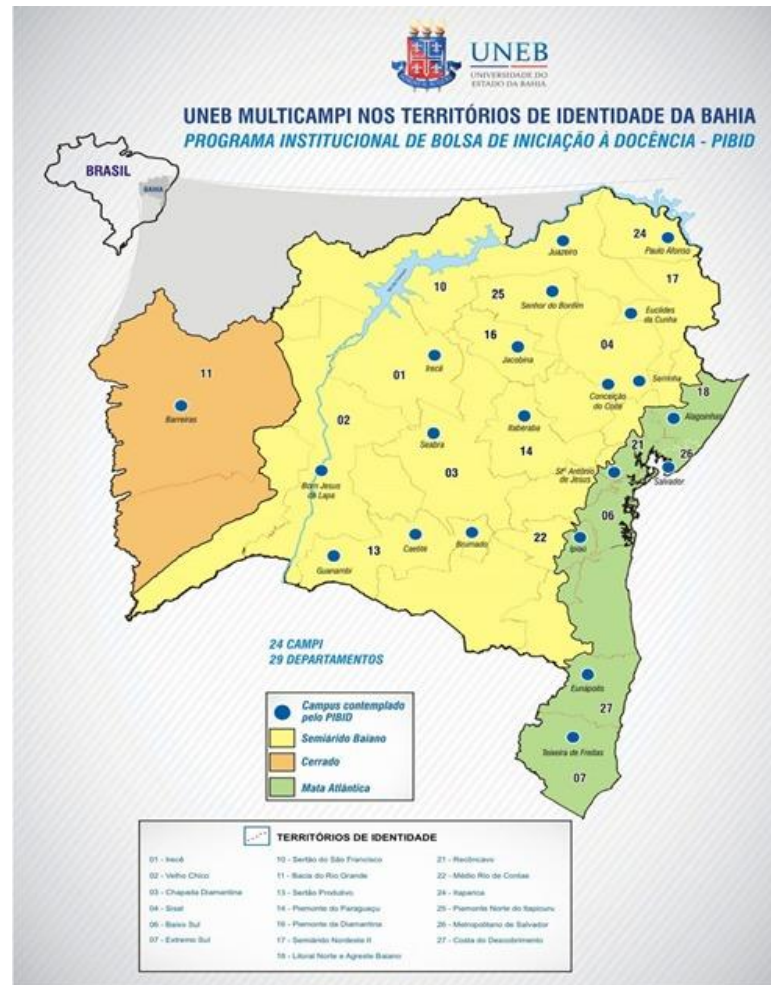 UNEB
UNIVERSIDADE DO
ESTADO DA BAHIA
UNEB MULTICAMPI NOS TERRITÓRIOS DE IDENTIDADE DA BAHIA
PROGRAMA INSTITUCIONAL DE BOLSA DE INICIAÇÃO À DOCÊNCIA - PIBID
BRASIL
BAHIA
24
Paulo Afonso
Juazeiro
17
10
25
Senhor do Bonfim
Euclides
da Cunha
16
Jacobina
04
01
Irecê
11
Barreiras
Conceição
do Coité
Serrinha
18
Alagoinhas
02
Seabra
Itaberaba
14
21
26
Salvador
Stº Antônio
de Jesus
03
Bom Jesus
da Lapa
06
Ipiaú
22
13
Caetité
Brumado
Guanambi
24 CAMPI
29 DEPARTAMENTOS
Eunápolis
27
Teixeira de Freitas
07
Campus contemplado
pelo PIBID
Semiárido Baiano
Cerrado
Mata Atlântica
TERRITÓRIOS DE IDENTIDADE
01 - Irecê
02 - Velho Chico
03 - Chapada Diamantina
04 - Sisal
06 - Baixo Sul
07 - Extremo Sul
10 - Sertão do São Francisco
11 - Bacia do Rio Grande
13 - Sertão Produtivo
14 - Piemonte do Paraguaçu
16 - Piemonte da Diamantina
17 - Semiárido Nordeste II
18 - Litoral Norte e Agreste Baiano
21 - Recôncavo
22 - Médio Rio de Contas
24 - Itaparica
25 - Piemonte Norte do Itapicuru
26 - Metropolitano de Salvador
27 - Costa do Descobrimento